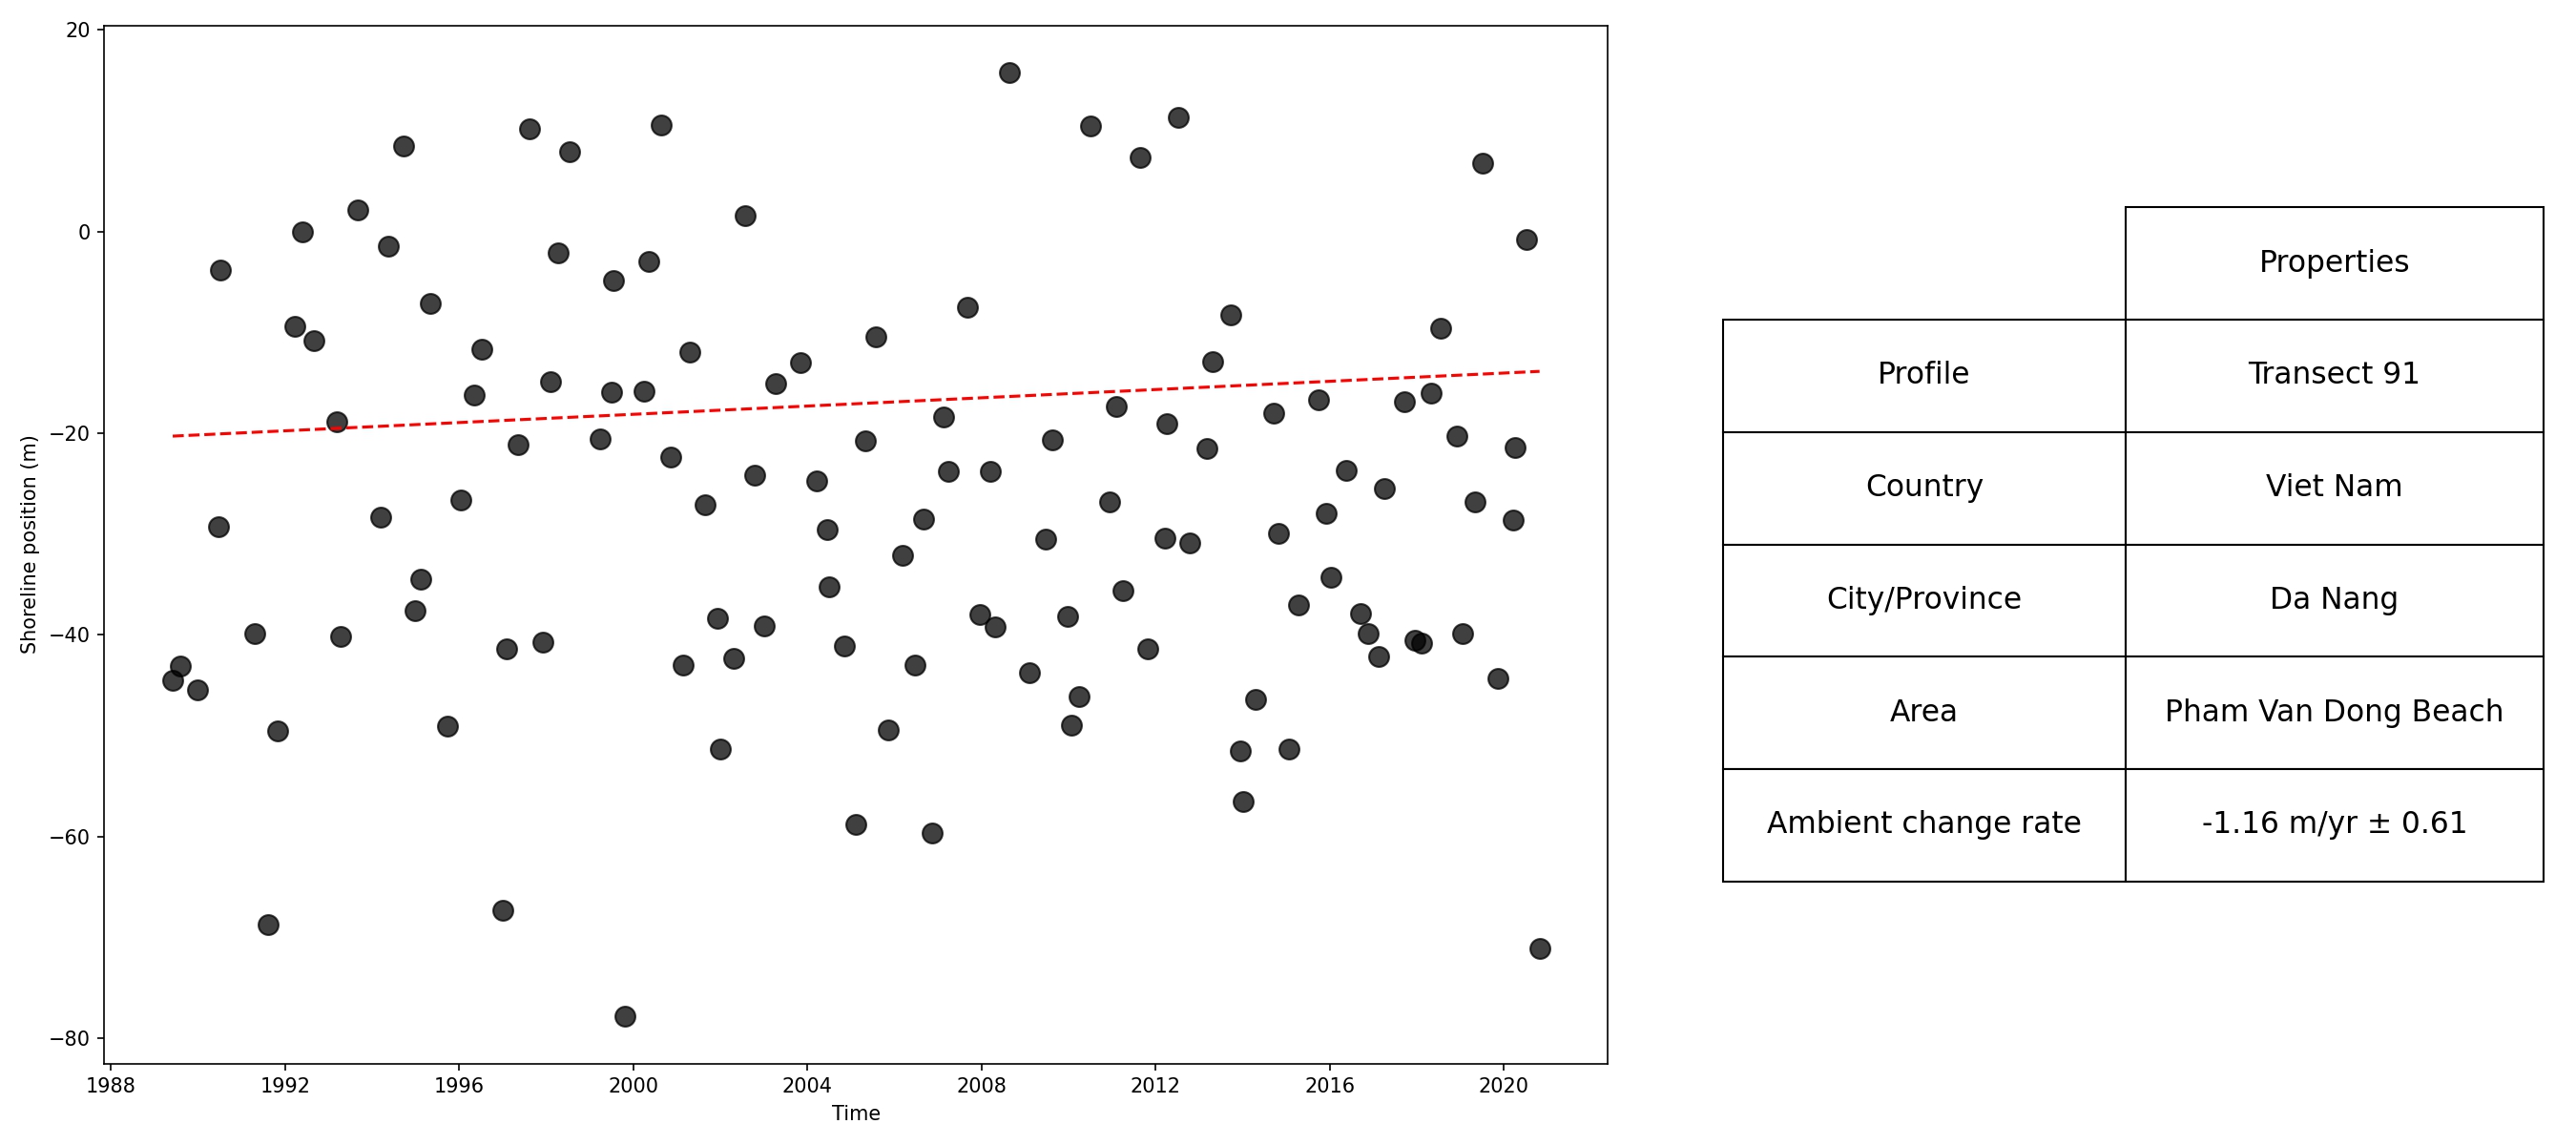 20
0
−20
−40
−60
−80
Shoreline position (m)
1988 1992 1996 2000 2004 2008 2012 2016 2020
Time
Properties
Profile Transect 91
Country Viet Nam
City/Province Da Nang
Area Pham Van Dong Beach
Ambient change rate -1.16 m/yr ± 0.61